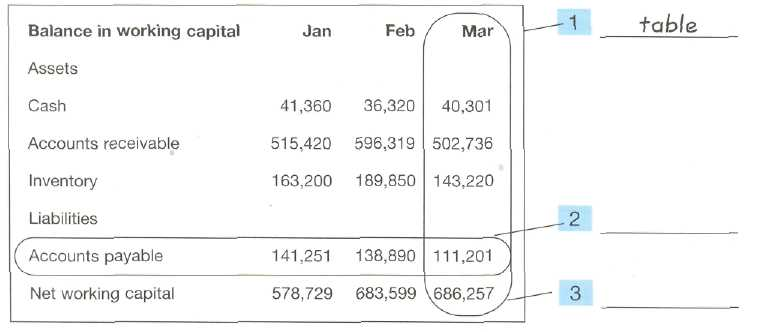 Balance in working capital Jan Feb Mar 1 table
Assets
Cash 41,360 36,320 40,301
Accounts receivable 515,420 596,319 502,736
Inventory 163,200 189,850 143,220
Liabilities 2
Accounts payable 141,251 138,890 111,201
Net working capital 578,729 683,599 686,257 3